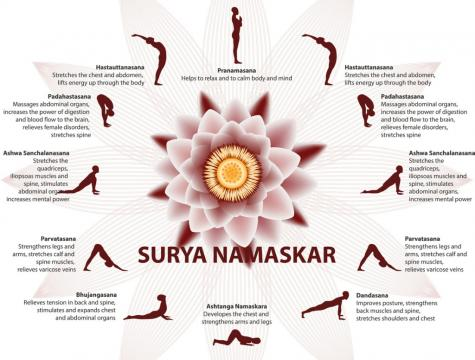 Hastauttanasana
Stretches the chest and abdomen,
lifts energy up through the body
Pranamasana
Helps to relax and to calm body and mind
Hastauttanasana
Stretches the chest and abdomen,
lifts energy up through the body
Padahastasana
Massages abdominal organs,
increases the power of digestion
and blood flow to the brain,
relieves female disorders,
stretches spine
Padahastasana
Massages abdominal organs,
increases the power of digestion
and blood flow to the brain,
relieves female disorders,
stretches spine
Ashwa Sanchalanasana
Stretches the
quadriceps,
iliopsoas muscles and
spine, stimulates
abdominal organs,
increases mental power
Ashwa Sanchalanasana
Stretches the
quadriceps,
iliopsoas muscles and
spine, stimulates
abdominal organs,
increases mental power
Parvatasana
Strengthens legs and
arms, stretches calf and
spine muscles,
relieves varicose veins
SURYA NAMASKAR
Parvatasana
Strengthens legs and
arms, stretches calf and
spine muscles,
relieves varicose veins
Bhujangasana
Relieves tension in back and spine,
stimulates and expands chest
and abdominal organs
Ashtanga Namaskara
Developes the chest and
strengthens arms and legs
Dandasana
Improves posture, strengthens
back muscles and spine,
stretches shoulders and chest